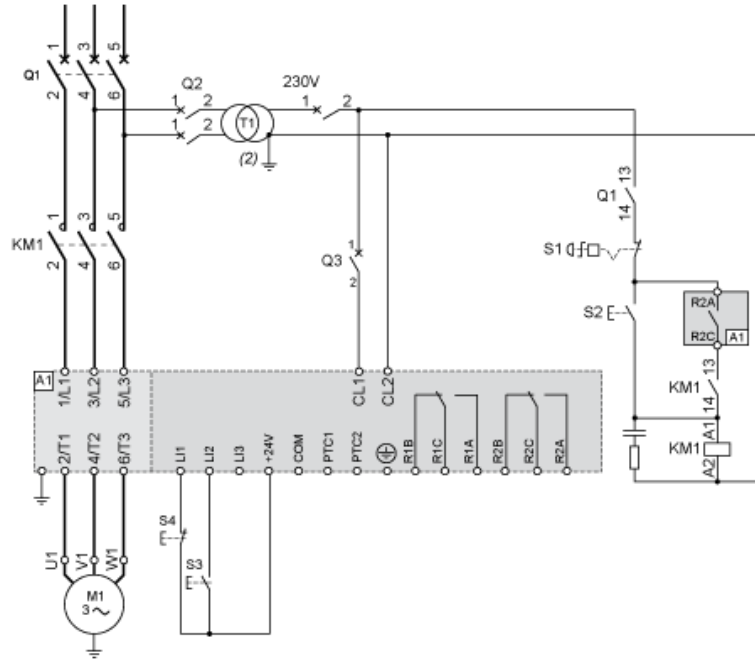 1 3 5
Q1
2 4 6
Q2
1 2
1 2
T1
(2)
230V
1 2
13
Q1
14
S1
1
Q3
2
S2
R2A
R2C
A1
1 3 5
KM1
2 4 6
13
KM1
14
A1
KM1
A2
A1
1/L1 3/L2 5/L3 CL1 CL2
2/T1 4/T2 6/T3 LI1 LI2 LI3 +24V COM PTC1 PTC2 R1B R1C R1A R2B R2C R2A
S4
S3
U1 V1 W1
M1
3